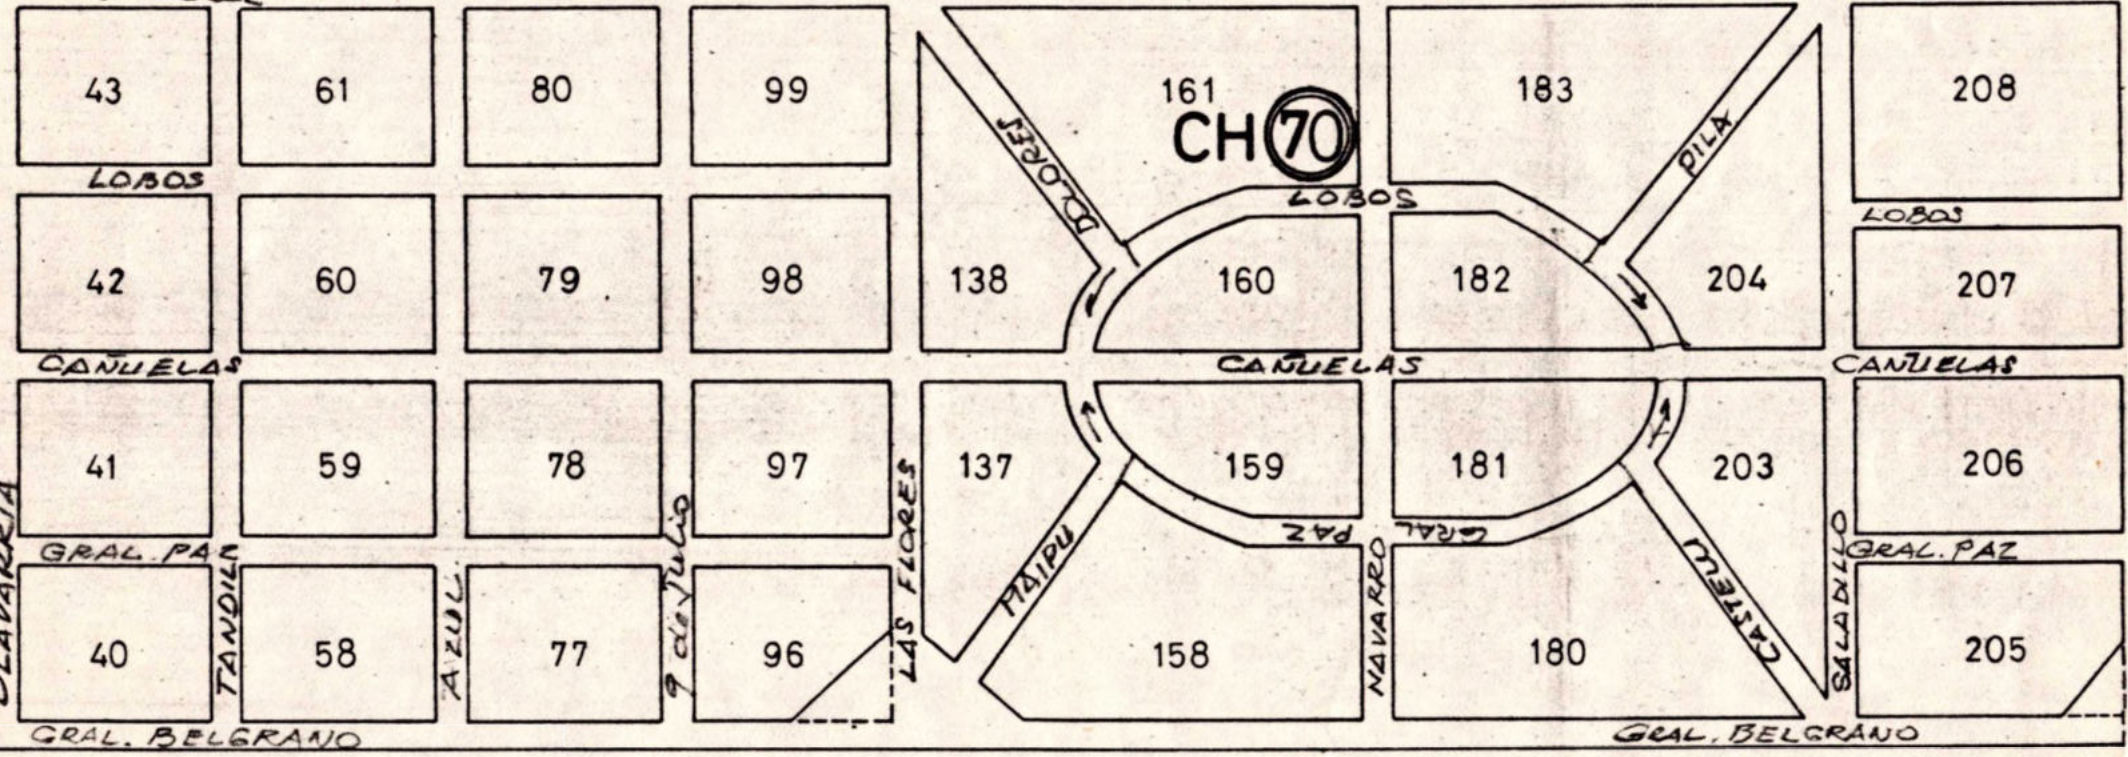 43 61 80 99 161 183 208
CH 70
DOLORES
PILA
LOBOS LOBOS LOBOS
42 60 79 98 138 160 182 204 207
CAÑUELAS CAÑUELAS CAÑUELAS
41 59 78 97 137 159 181 203 206
GRAL. PAZ
GRAL PAZ
GRAL. PAZ
TANDIL
AZUL.
9 de Julio
LAS FLORES
MAIPU
NAVARRO
CASTELLI
SALADILLO
40 58 77 96 158 180 205
GRAL. BELGRANO GRAL. BELGRANO